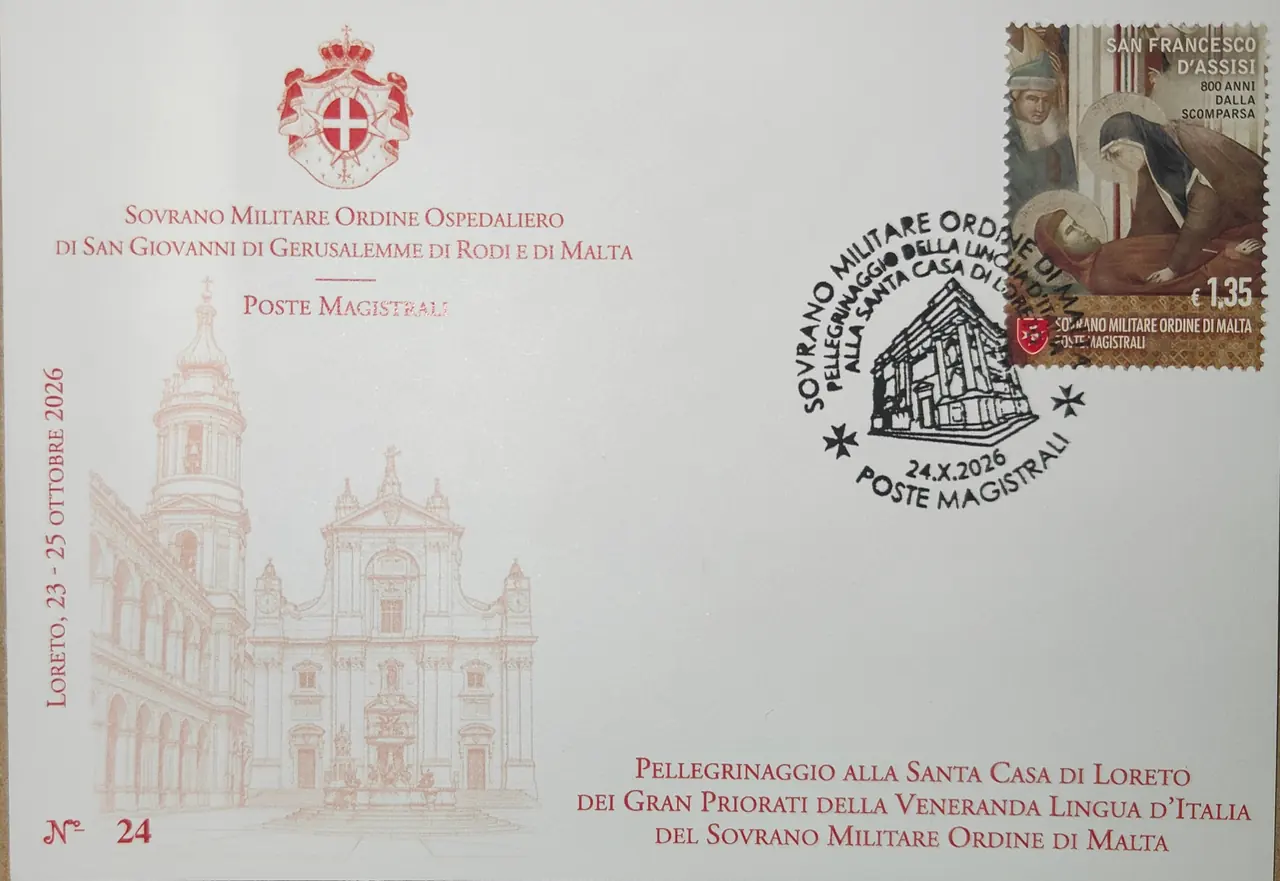 SAN FRANCESCO
D'ASSISI
800 ANNI
DALLA
SCOMPARSA
€ 1,35
SOVRANO MILITARE ORDINE DI MALTA
POSTE MAGISTRALI
SOVRANO MILITARE ORDINE OSPEDALIERO
DI SAN GIOVANNI DI GERUSALEMME DI RODI E DI MALTA
POSTE MAGISTRALI
SOVRANO MILITARE ORDINE DI MALTA
PELLEGRINAGGIO DELLA LINGUA D'ITALIA
ALLA SANTA CASA DI LORETO
24.X.2026
POSTE MAGISTRALI
LORETO, 23 - 25 OTTOBRE 2026
PELLEGRINAGGIO ALLA SANTA CASA DI LORETO
DEI GRAN PRIORATI DELLA VENERANDA LINGUA D'ITALIA
DEL SOVRANO MILITARE ORDINE DI MALTA
Nº 24